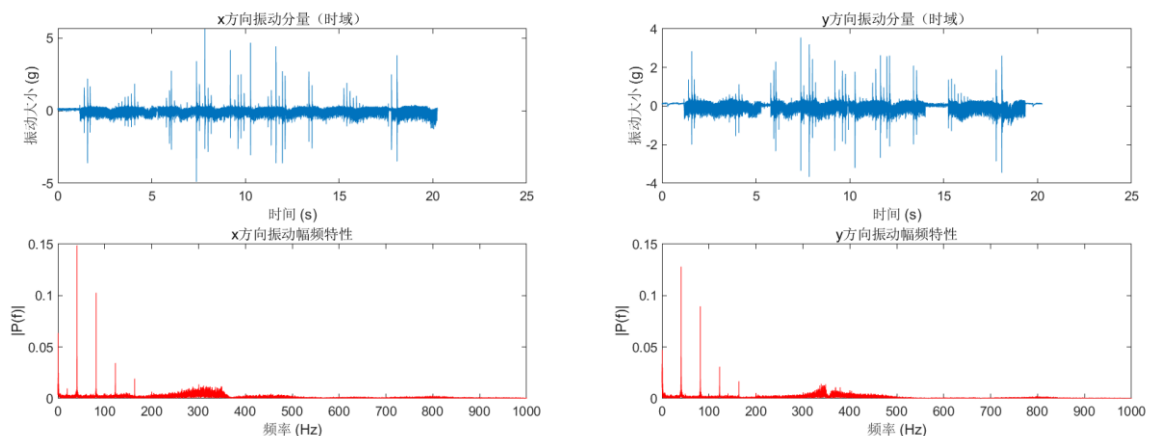 x方向振动分量（时域）
振动大小 (g)
5
0
-5
0 5 10 15 20 25
时间 (s)
y方向振动分量（时域）
振动大小 (g)
4
2
0
-2
-4
0 5 10 15 20 25
时间 (s)
x方向振动幅频特性
|P(f)|
0.15
0.1
0.05
0
0 100 200 300 400 500 600 700 800 900 1000
频率 (Hz)
y方向振动幅频特性
|P(f)|
0.15
0.1
0.05
0
0 100 200 300 400 500 600 700 800 900 1000
频率 (Hz)